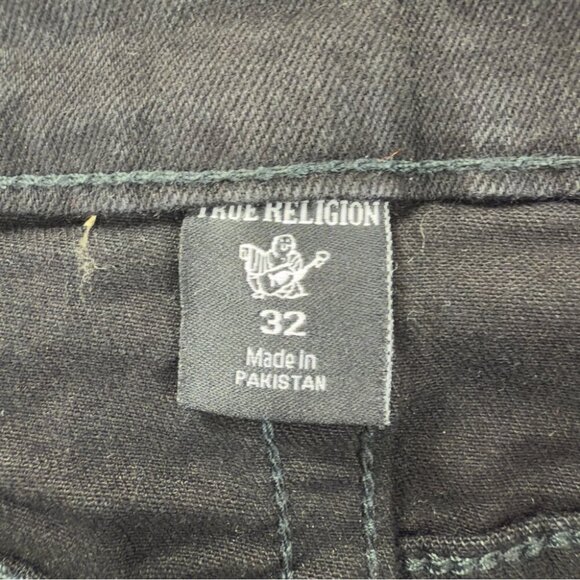 TRUE RELIGION
32
Made in
PAKISTAN